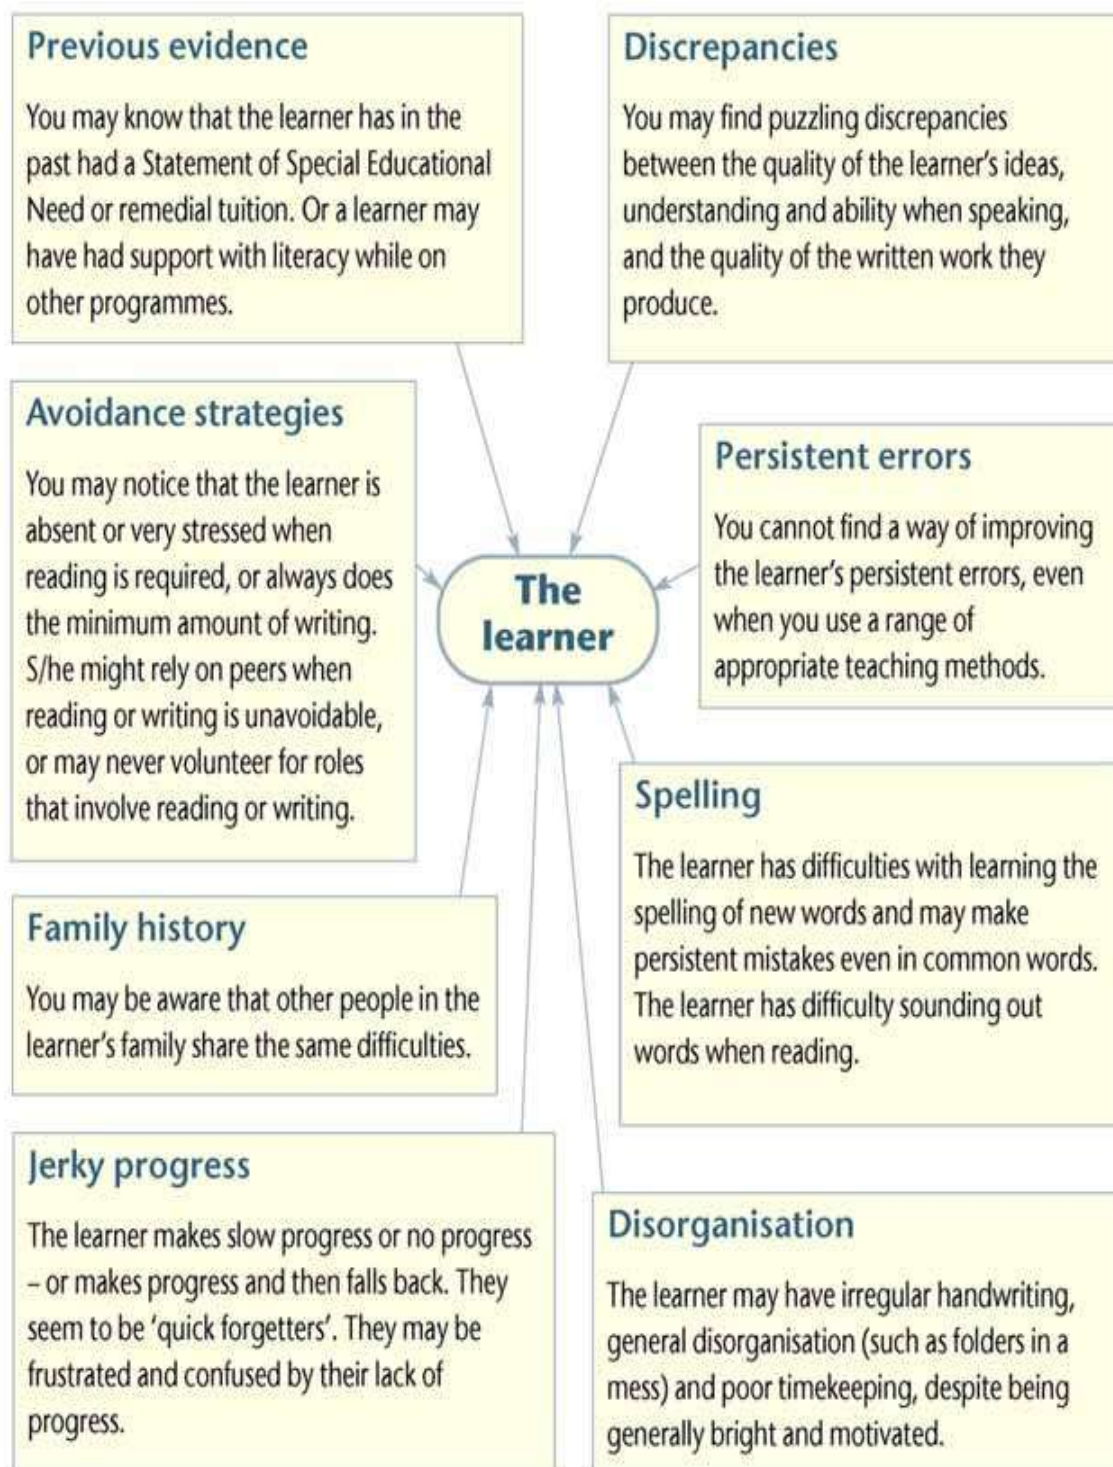 Previous evidence
You may know that the learner has in the
past had a Statement of Special Educational
Need or remedial tuition. Or a learner may
have had support with literacy while on
other programmes.
Discrepancies
You may find puzzling discrepancies
between the quality of the learner's ideas,
understanding and ability when speaking,
and the quality of the written work they
produce.
Avoidance strategies
You may notice that the learner is
absent or very stressed when
reading is required, or always does
the minimum amount of writing.
S/he might rely on peers when
reading or writing is unavoidable,
or may never volunteer for roles
that involve reading or writing.
Persistent errors
You cannot find a way of improving
the learner's persistent errors, even
when you use a range of
appropriate teaching methods.
The
learner
Spelling
The learner has difficulties with learning the
spelling of new words and may make
persistent mistakes even in common words.
The learner has difficulty sounding out
words when reading.
Family history
You may be aware that other people in the
learner's family share the same difficulties.
Jerky progress
The learner makes slow progress or no progress
– or makes progress and then falls back. They
seem to be 'quick forgetters'. They may be
frustrated and confused by their lack of
progress.
Disorganisation
The learner may have irregular handwriting,
general disorganisation (such as folders in a
mess) and poor timekeeping, despite being
generally bright and motivated.